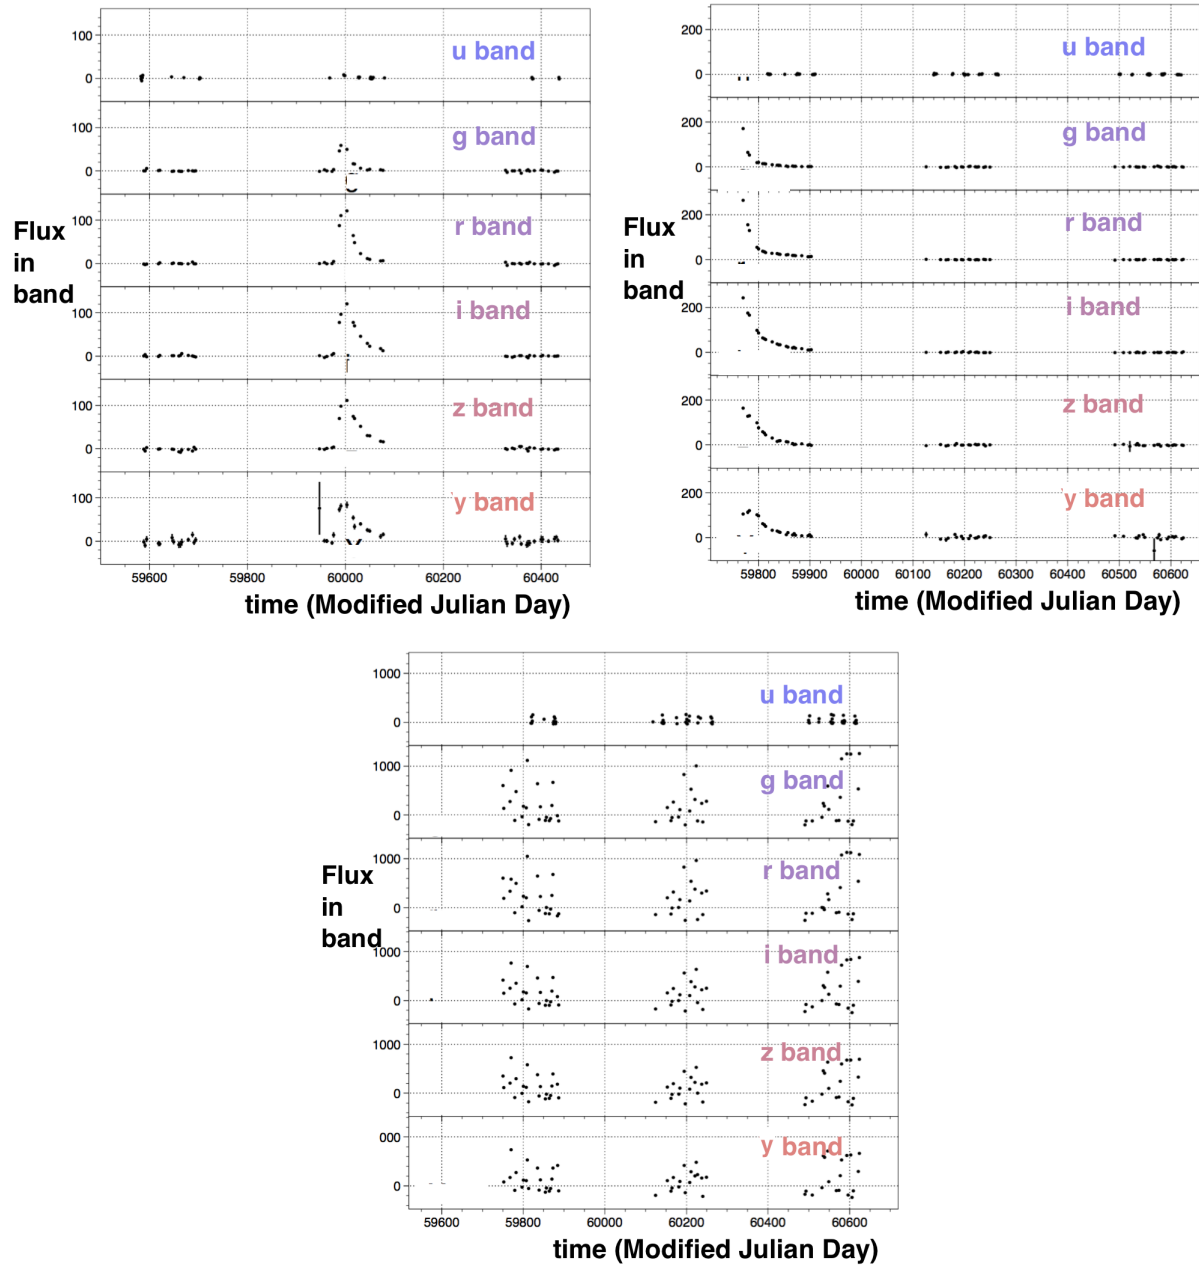 100
0
u band
100
0
g band
100
0
r band
100
0
i band
100
0
z band
100
0
y band
Flux
in
band
59600 59800 60000 60200 60400
time (Modified Julian Day)
200
0
u band
200
0
g band
200
0
r band
200
0
i band
200
0
z band
200
0
y band
Flux
in
band
59800 59900 60000 60100 60200 60300 60400 60500 60600
time (Modified Julian Day)
1000
0
u band
1000
0
g band
1000
0
r band
1000
0
i band
1000
0
z band
000
0
y band
Flux
in
band
59600 59800 60000 60200 60400 60600
time (Modified Julian Day)